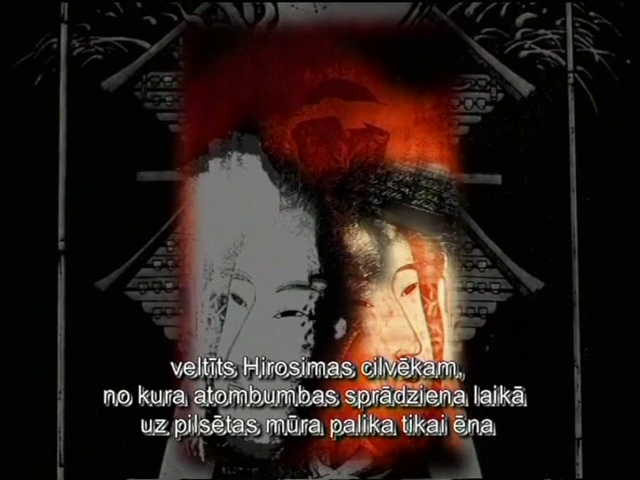 veltīts Hirosimas cilvēkam,
no kura atombumbas sprādziena laikā
uz pilsētas mūra palika tikai ēna